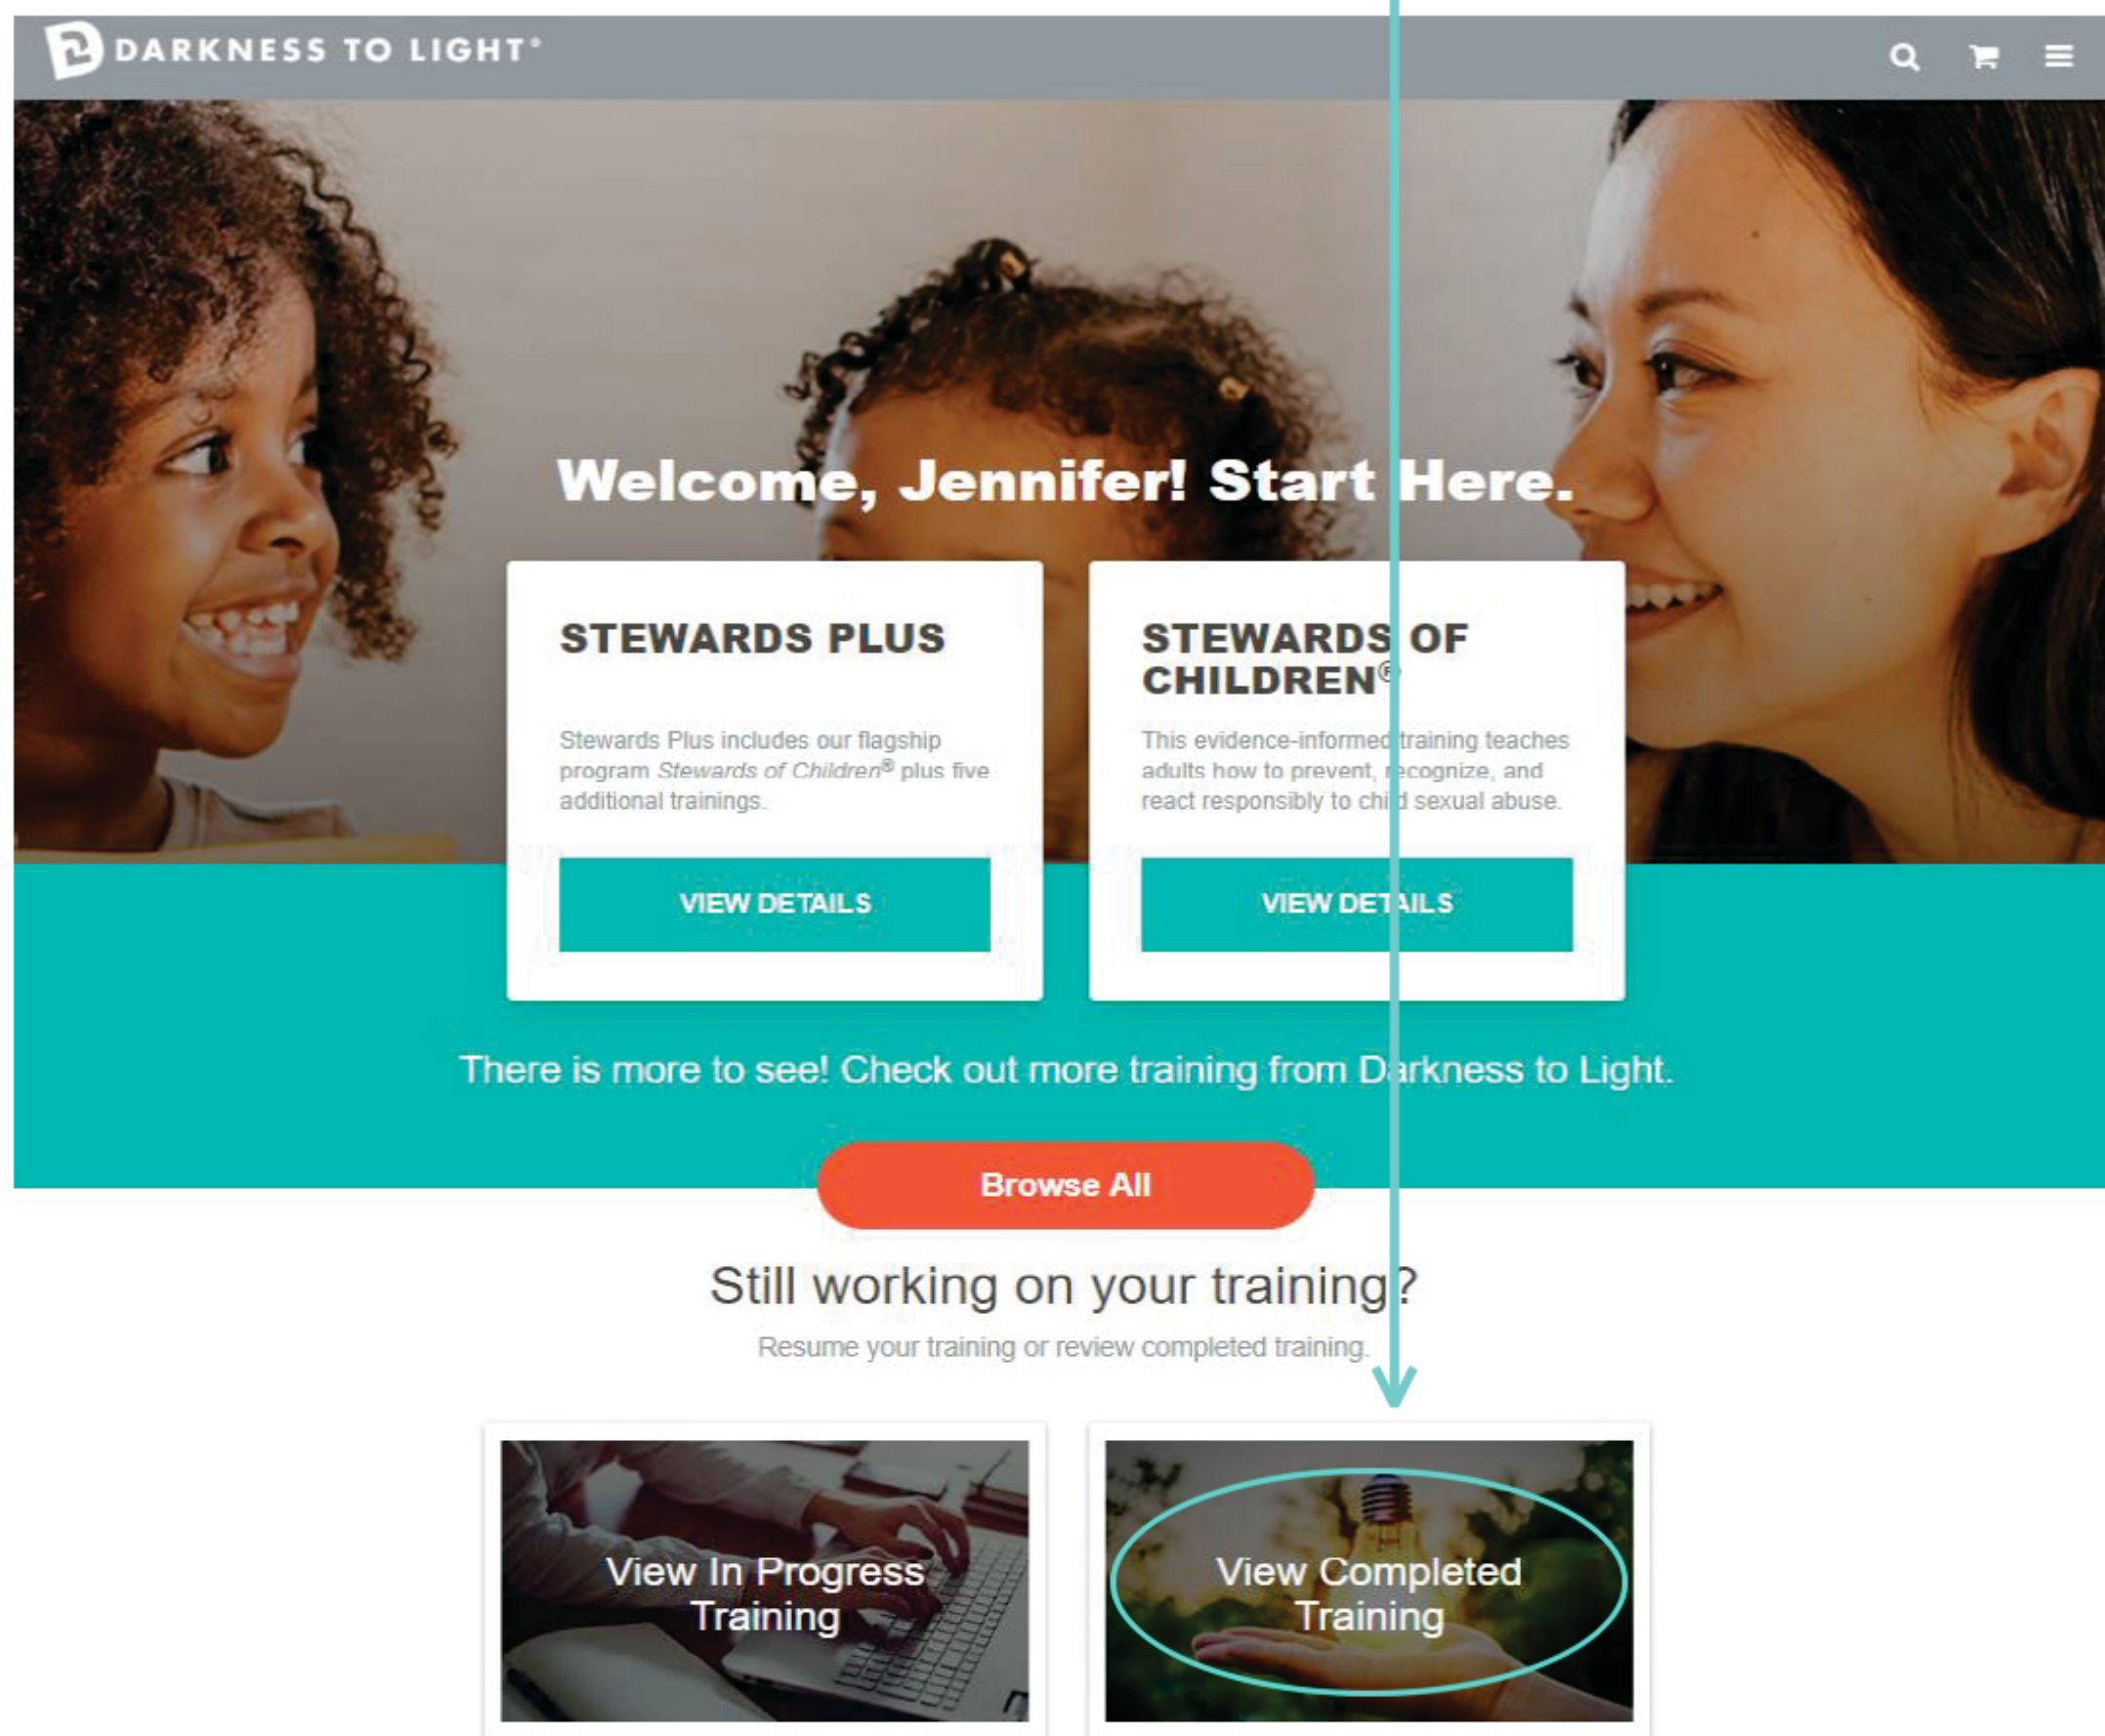 DARKNESS TO LIGHT®
Welcome, Jennifer! Start Here.
STEWARDS PLUS
Stewards Plus includes our flagship
program Stewards of Children® plus five
additional trainings.
VIEW DETAILS
STEWARDS OF
CHILDREN®
This evidence-informed training teaches
adults how to prevent, recognize, and
react responsibly to child sexual abuse.
VIEW DETAILS
There is more to see! Check out more training from Darkness to Light.
Browse All
Still working on your training?
Resume your training or review completed training.
View In Progress
Training
View Completed
Training